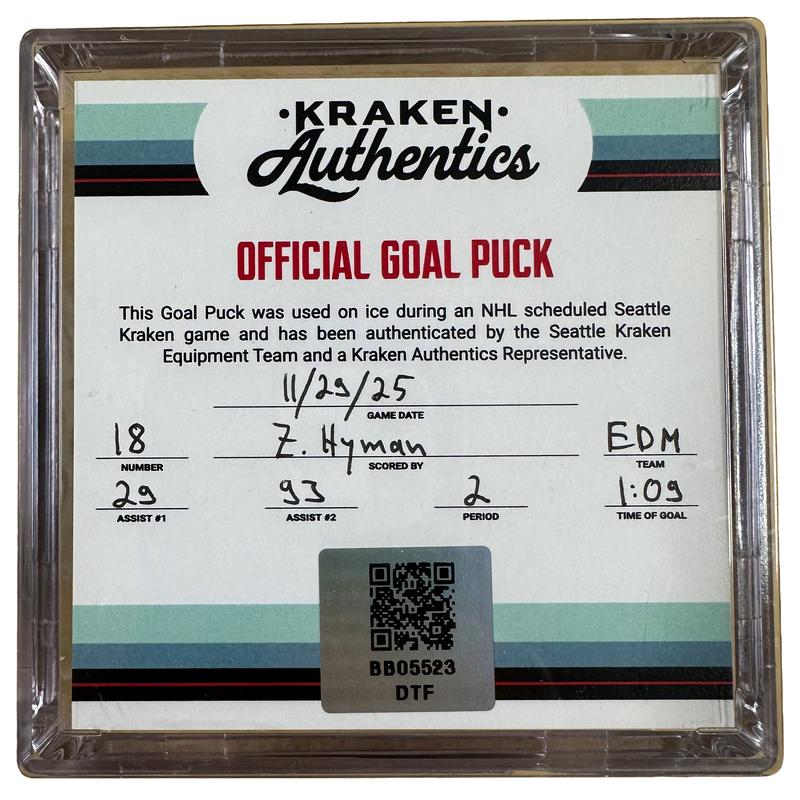 ·KRAKEN·
Authentics
OFFICIAL GOAL PUCK
This Goal Puck was used on ice during an NHL scheduled Seattle
Kraken game and has been authenticated by the Seattle Kraken
Equipment Team and a Kraken Authentics Representative.
11/29/25
GAME DATE
18 Z. Hyman EDM
NUMBER SCORED BY TEAM
29 93 2 1:09
ASSIST #1 ASSIST #2 PERIOD TIME OF GOAL
BB05523
DTF